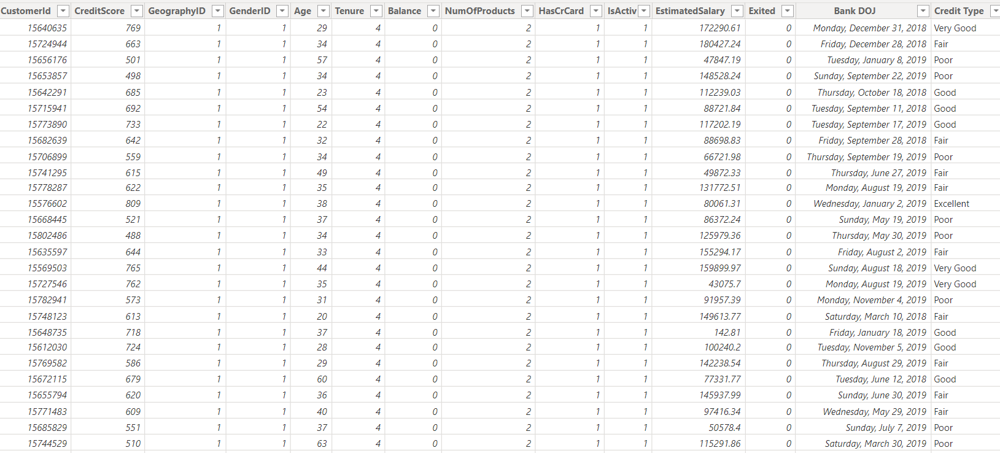 CustomerId CreditScore GeographyID GenderID Age Tenure Balance NumOfProducts HasCrCard IsActiv EstimatedSalary Exited Bank DOJ Credit Type
15640635 769 1 1 29 4 0 2 1 1 172290.61 0 Monday, December 31, 2018 Very Good
15724944 663 1 1 34 4 0 2 1 1 180427.24 0 Friday, December 28, 2018 Fair
15656176 501 1 1 57 4 0 2 1 1 47847.19 0 Tuesday, January 8, 2019 Poor
15653857 498 1 1 34 4 0 2 1 1 148528.24 0 Sunday, September 22, 2019 Poor
15642291 685 1 1 23 4 0 2 1 1 112239.03 0 Thursday, October 18, 2018 Good
15715941 692 1 1 54 4 0 2 1 1 88721.84 0 Tuesday, September 11, 2018 Good
15773890 733 1 1 22 4 0 2 1 1 117202.19 0 Tuesday, September 17, 2019 Good
15682639 642 1 1 32 4 0 2 1 1 88698.83 0 Friday, September 28, 2018 Fair
15706899 559 1 1 34 4 0 2 1 1 66721.98 0 Thursday, September 19, 2019 Poor
15741295 615 1 1 49 4 0 2 1 1 49872.33 0 Thursday, June 27, 2019 Fair
15778287 622 1 1 35 4 0 2 1 1 131772.51 0 Monday, August 19, 2019 Fair
15576602 809 1 1 38 4 0 2 1 1 80061.31 0 Wednesday, January 2, 2019 Excellent
15668445 521 1 1 37 4 0 2 1 1 86372.24 0 Sunday, May 19, 2019 Poor
15802486 488 1 1 34 4 0 2 1 1 125979.36 0 Thursday, May 30, 2019 Poor
15635597 644 1 1 33 4 0 2 1 1 155294.17 0 Friday, August 2, 2019 Fair
15569503 765 1 1 44 4 0 2 1 1 159899.97 0 Sunday, August 18, 2019 Very Good
15727546 762 1 1 35 4 0 2 1 1 43075.7 0 Monday, August 19, 2019 Very Good
15782941 573 1 1 31 4 0 2 1 1 91957.39 0 Monday, November 4, 2019 Poor
15748123 613 1 1 20 4 0 2 1 1 149613.77 0 Saturday, March 10, 2018 Fair
15648735 718 1 1 37 4 0 2 1 1 142.81 0 Friday, January 18, 2019 Good
15612030 724 1 1 28 4 0 2 1 1 100240.2 0 Tuesday, November 5, 2019 Good
15769582 586 1 1 29 4 0 2 1 1 142238.54 0 Thursday, August 29, 2019 Fair
15672115 679 1 1 60 4 0 2 1 1 77331.77 0 Tuesday, June 12, 2018 Good
15655794 620 1 1 36 4 0 2 1 1 145937.99 0 Sunday, June 30, 2019 Fair
15771483 609 1 1 40 4 0 2 1 1 97416.34 0 Wednesday, May 29, 2019 Fair
15685829 551 1 1 37 4 0 2 1 1 50578.4 0 Sunday, July 7, 2019 Poor
15744529 510 1 1 63 4 0 2 1 1 115291.86 0 Saturday, March 30, 2019 Poor